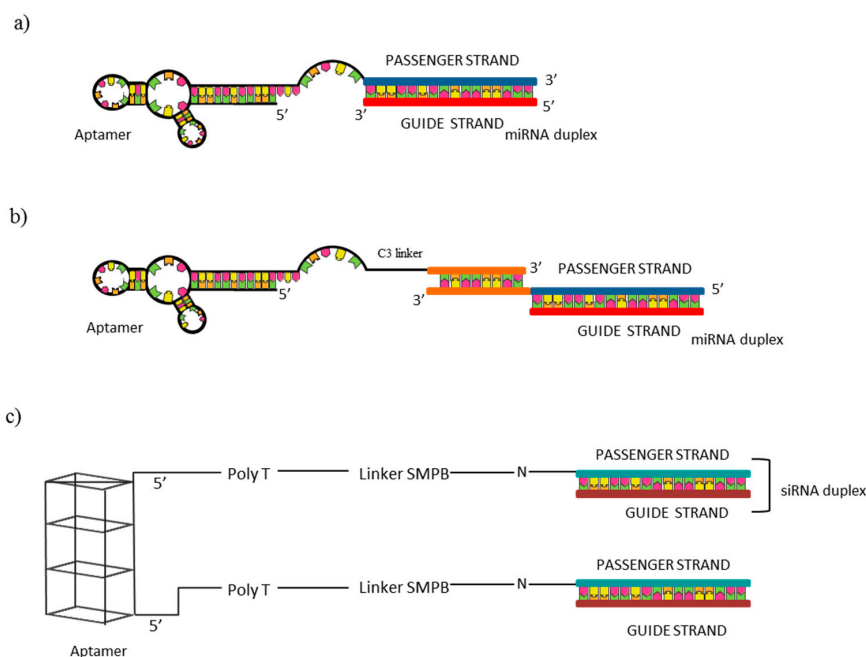 a)
PASSENGER STRAND
3’
5’
3’
5’
Aptamer
GUIDE STRAND
miRNA duplex
b)
C3 linker
3’
PASSENGER STRAND
5’
5’
3’
Aptamer
GUIDE STRAND
miRNA duplex
c)
PASSENGER STRAND
5’
Poly T
Linker SMPB
N
siRNA duplex
GUIDE STRAND
PASSENGER STRAND
Poly T
Linker SMPB
N
5’
GUIDE STRAND
Aptamer